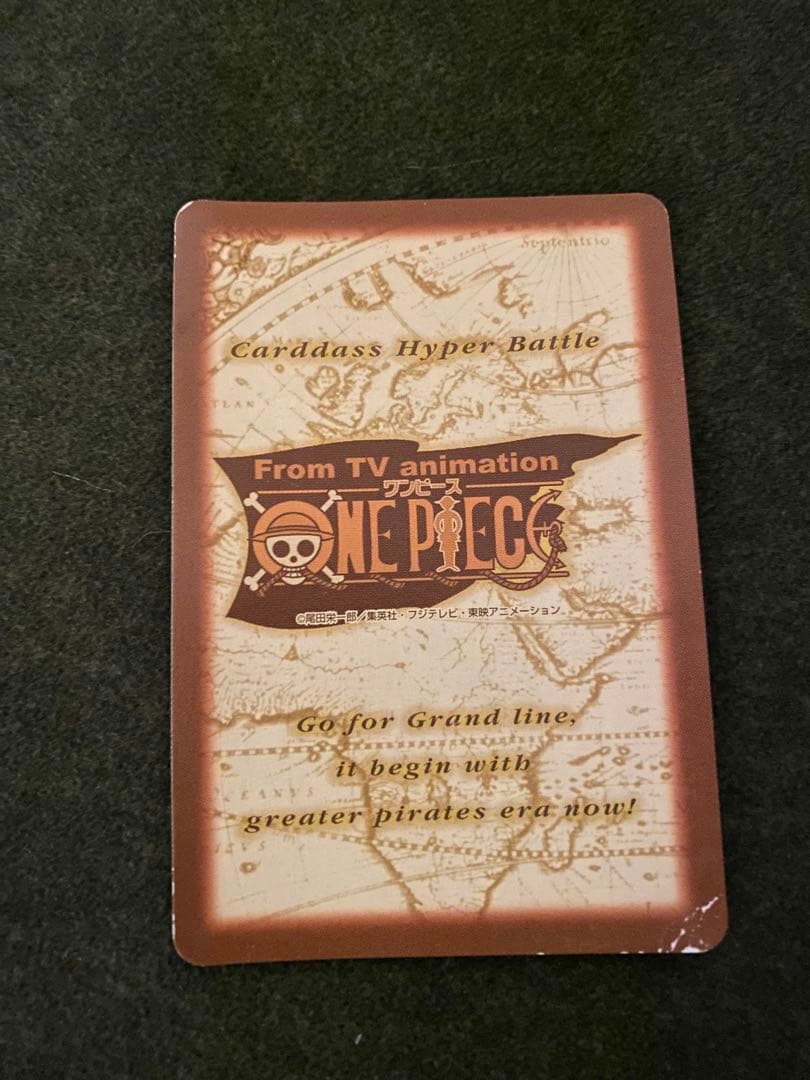 Septentrio
Carddass Hyper Battle
From TV animation
ワンピース
ONE PIECE
©尾田栄一郎／集英社・フジテレビ・東映アニメーション
Go for Grand line,
it begin with
greater pirates era now!